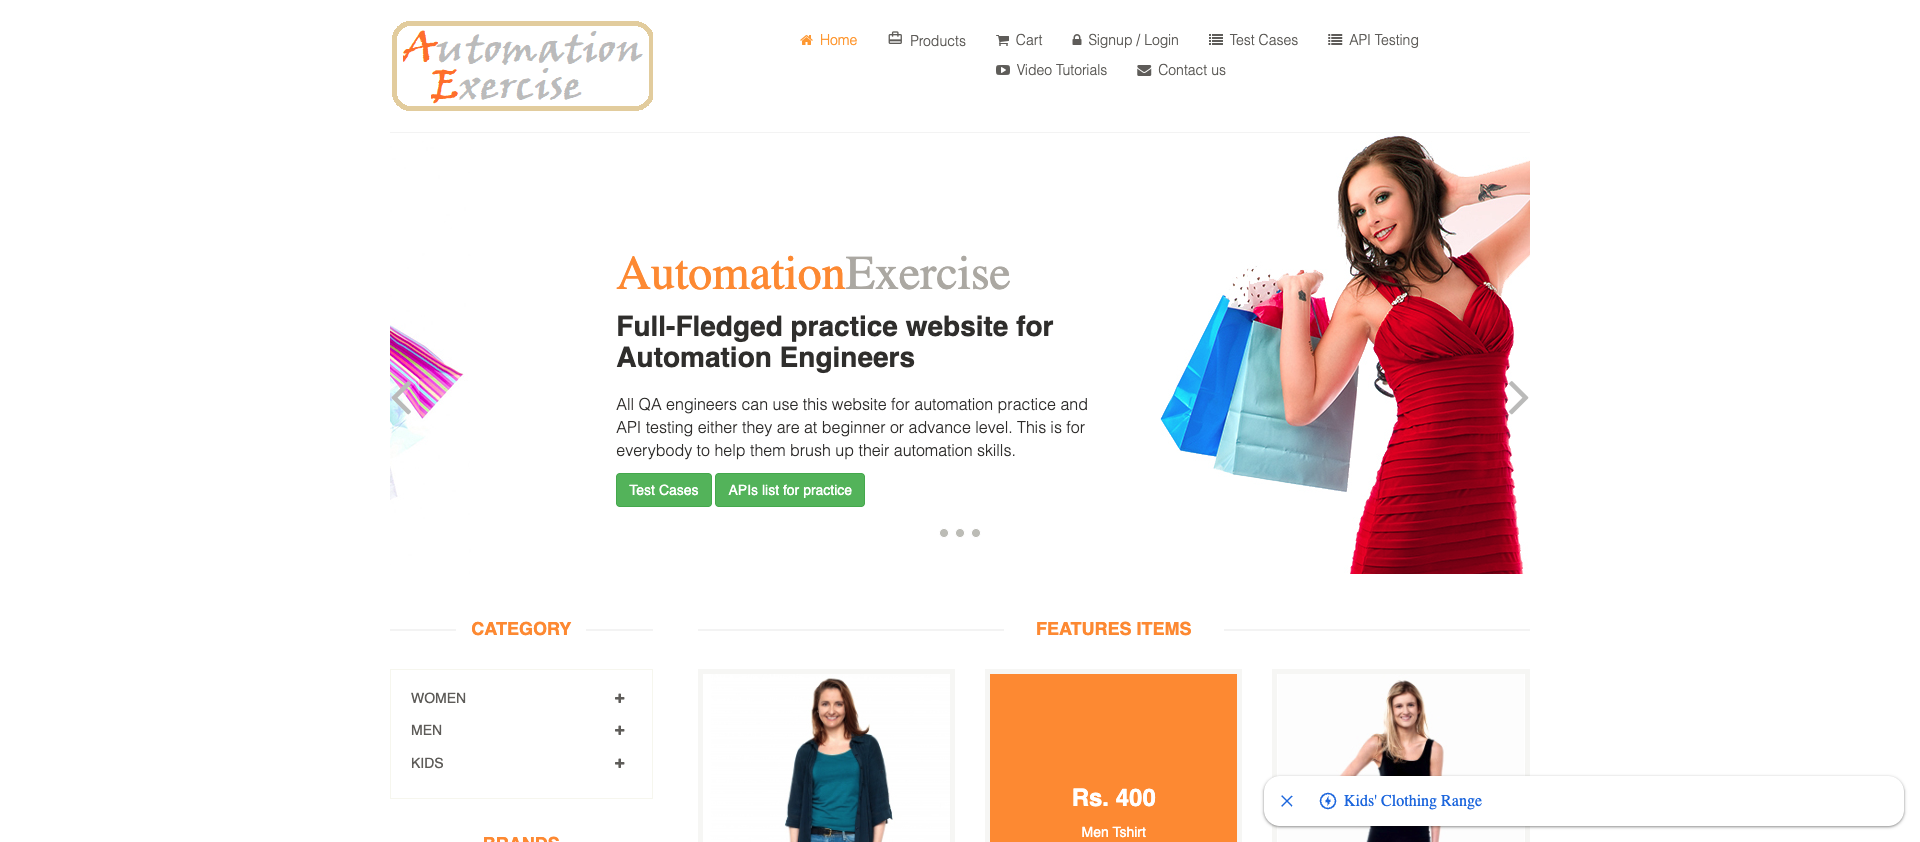 Automation
Exercise
Home
Products
Cart
Signup / Login
Test Cases
API Testing
Video Tutorials
Contact us
AutomationExercise
Full-Fledged practice website for
Automation Engineers
All QA engineers can use this website for automation practice and
API testing either they are at beginner or advance level. This is for
everybody to help them brush up their automation skills.
Test Cases
APIs list for practice
CATEGORY
FEATURES ITEMS
WOMEN
MEN
KIDS
BRANDS
Rs. 400
Men Tshirt
Kids' Clothing Range